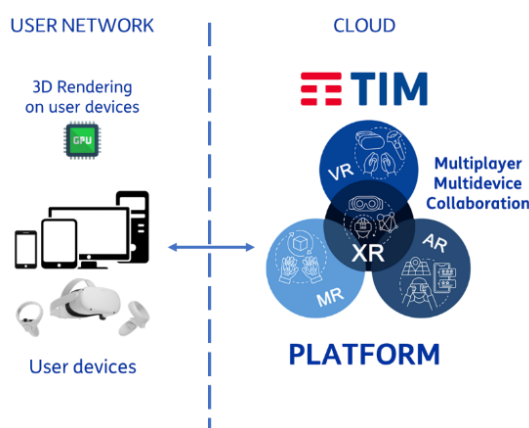 USER NETWORK
3D Rendering
on user devices
GPU
User devices
CLOUD
TIM
VR
Multiplayer
Multidevice
Collaboration
XR
AR
MR
PLATFORM